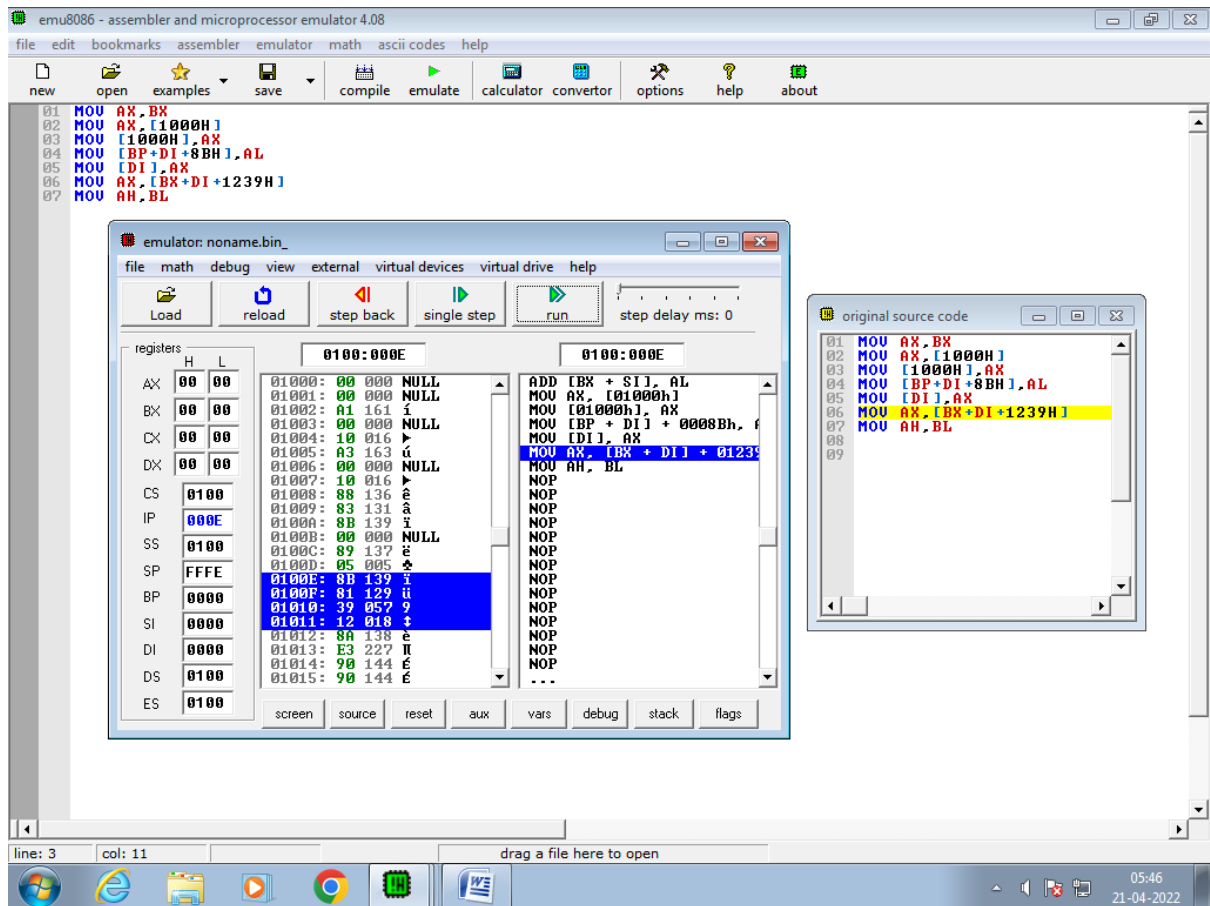 emu8086 - assembler and microprocessor emulator 4.08
file edit bookmarks assembler emulator math ascii codes help
new open examples save compile emulate calculator convertor options help about
01 MOV AX,BX
02 MOV AX,[1000H]
03 MOV [1000H],AX
04 MOV [BP+DI+8BH],AL
05 MOV [DI],AX
06 MOV AX,[BX+DI+1239H]
07 MOV AH,BL
emulator: noname.bin_
file math debug view external virtual devices virtual drive help
Load reload step back single step run step delay ms: 0
registers
H L
AX 00 00
BX 00 00
CX 00 00
DX 00 00
CS 0100
IP 000E
SS 0100
SP FFFE
BP 0000
SI 0000
DI 0000
DS 0100
ES 0100
0100:000E
01000: 00 000 NULL
01001: 00 000 NULL
01002: A1 161 í
01003: 00 000 NULL
01004: 10 016 ►
01005: A3 163 ú
01006: 00 000 NULL
01007: 10 016 ►
01008: 88 136 ê
01009: 83 131 â
0100A: 8B 139 ï
0100B: 00 000 NULL
0100C: 89 137 ë
0100D: 05 005 ♣
0100E: 8B 139 ï
0100F: 81 129 ü
01010: 39 057 9
01011: 12 018 ↕
01012: 8A 138 è
01013: E3 227 π
01014: 90 144 É
01015: 90 144 É
0100:000E
ADD [BX + SI], AL
MOV AX, [01000h]
MOV [01000h], AX
MOV [BP + DI] + 0008Bh, A
MOV [DI], AX
MOV AX, [BX + DI] + 01239
MOV AH, BL
NOP
NOP
NOP
NOP
NOP
NOP
NOP
NOP
NOP
NOP
NOP
NOP
NOP
NOP
...
screen source reset aux vars debug stack flags
original source code
01 MOV AX,BX
02 MOV AX,[1000H]
03 MOV [1000H],AX
04 MOV [BP+DI+8BH],AL
05 MOV [DI],AX
06 MOV AX,[BX+DI+1239H]
07 MOV AH,BL
08
09
line: 3 col: 11 drag a file here to open
05:46
21-04-2022